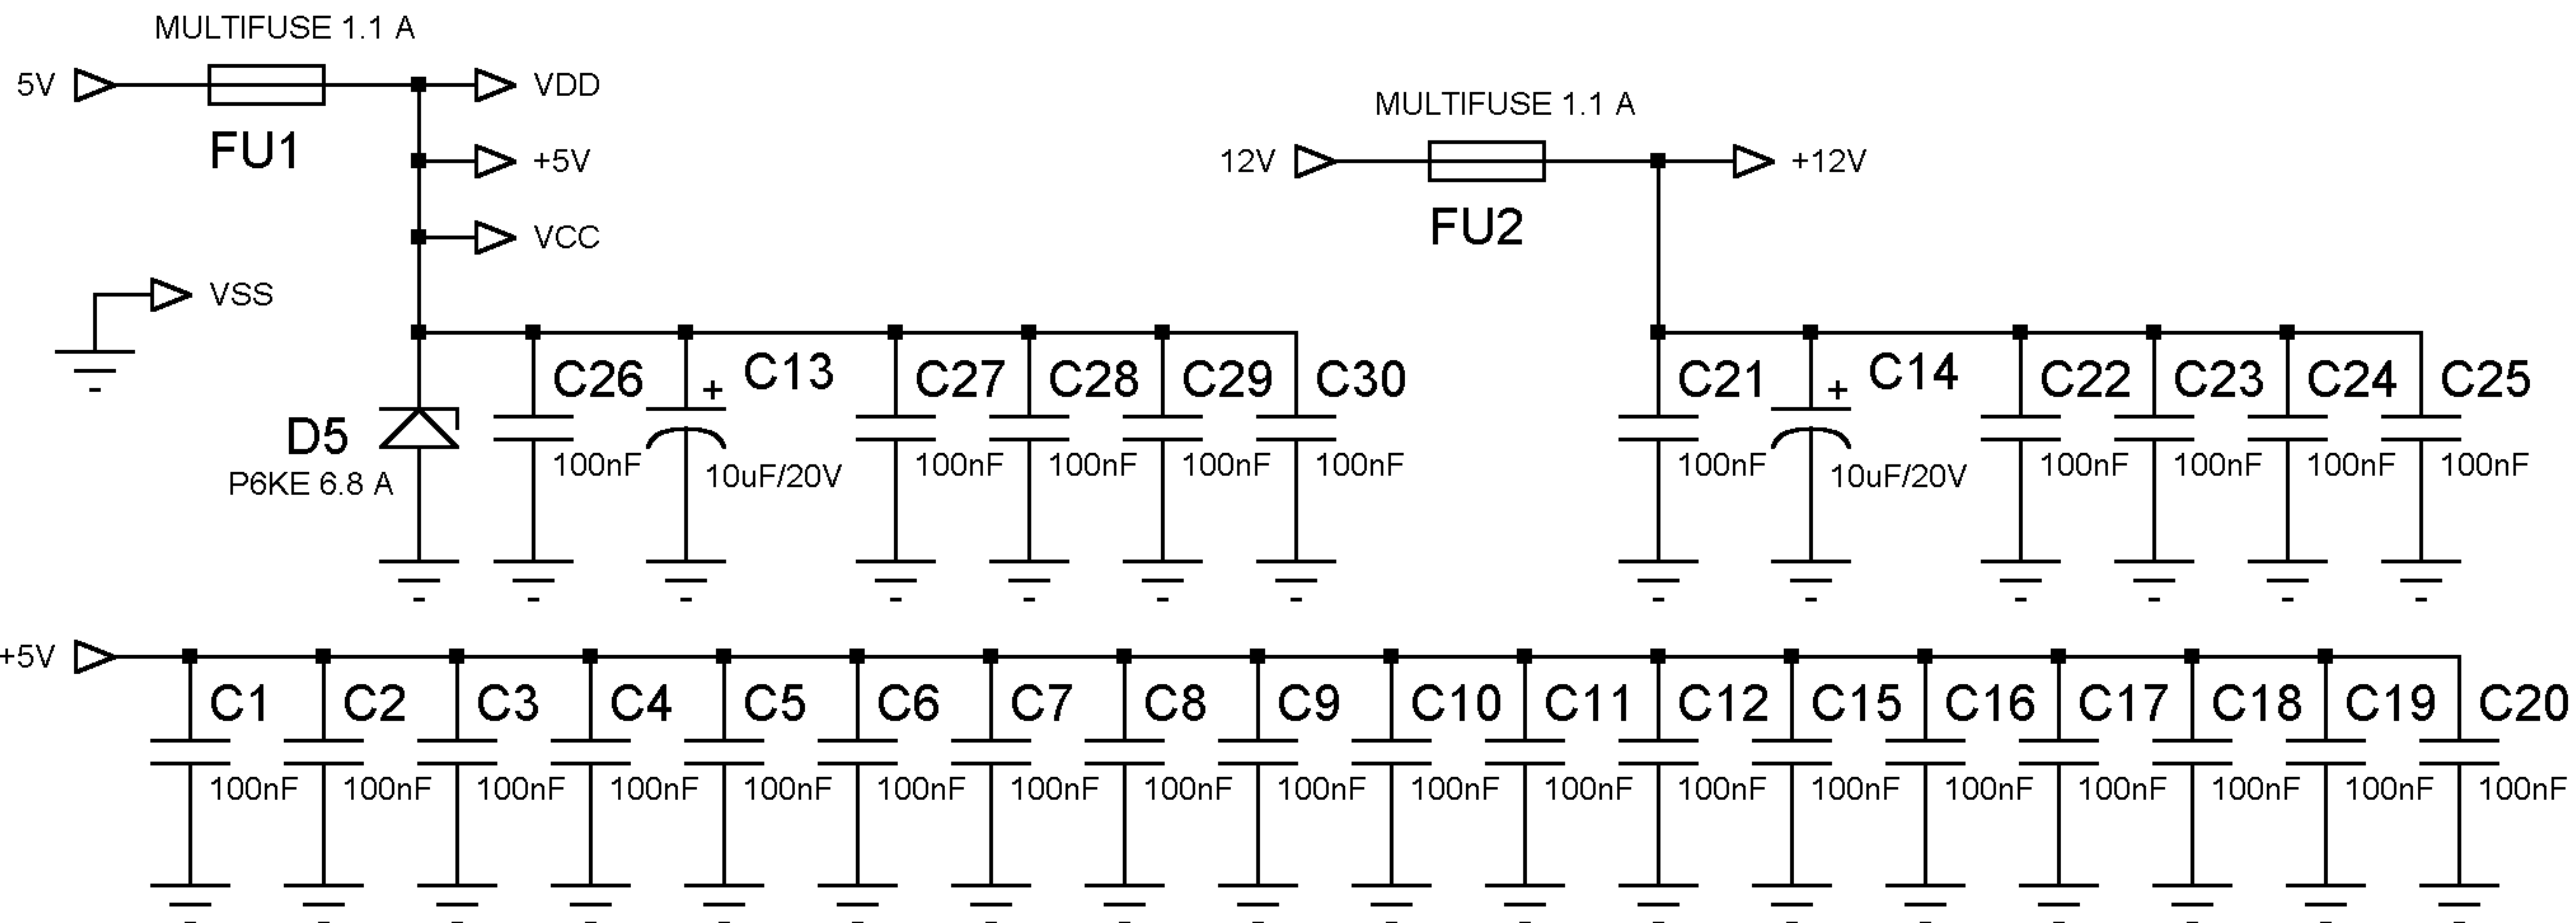 MULTIFUSE 1.1 A
5V
VDD
FU1
+5V
VCC
VSS
MULTIFUSE 1.1 A
12V
+12V
FU2
C26 + C13 C27 C28 C29 C30
D5
100nF 10uF/20V 100nF 100nF 100nF 100nF
P6KE 6.8 A
C21 + C14 C22 C23 C24 C25
100nF 10uF/20V 100nF 100nF 100nF 100nF
+5V
C1 C2 C3 C4 C5 C6 C7 C8 C9 C10 C11 C12 C15 C16 C17 C18 C19 C20
100nF 100nF 100nF 100nF 100nF 100nF 100nF 100nF 100nF 100nF 100nF 100nF 100nF 100nF 100nF 100nF 100nF 100nF